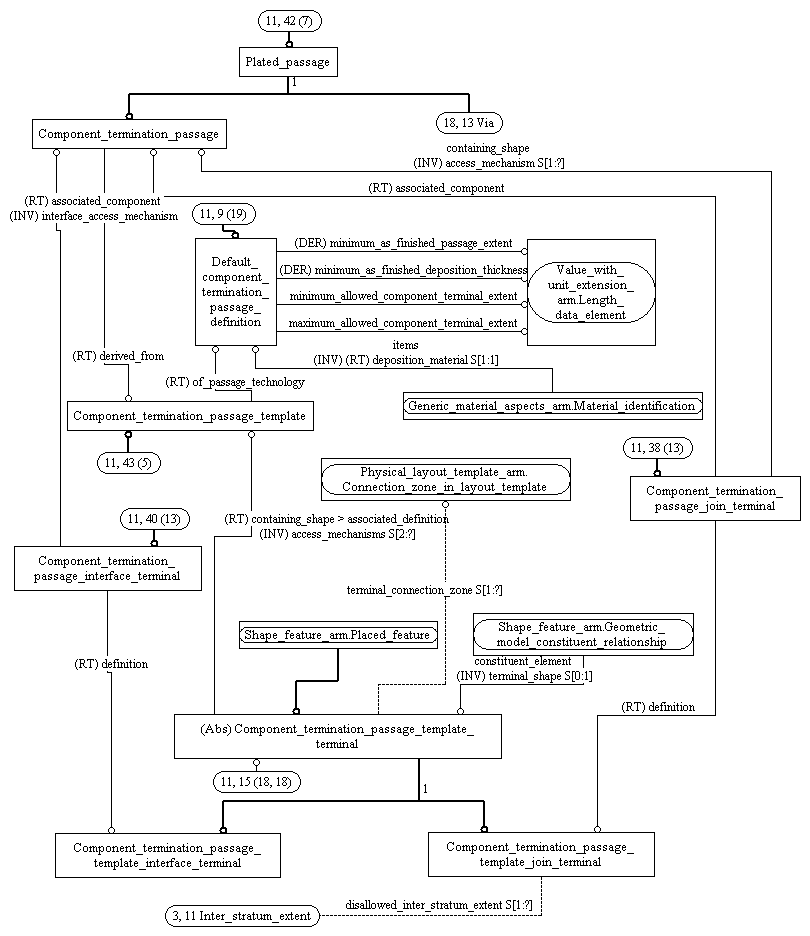 11, 42 (7)
Plated_passage
1
Component_termination_passage
18, 13 Via
containing_shape
(INV) access_mechanism S[1:?]
(RT) associated_component
(RT) associated_component
(INV) interface_access_mechanism
11, 9 (19)
Default_
component_
termination_
passage_
definition
(DER) minimum_as_finished_passage_extent
(DER) minimum_as_finished_deposition_thickness
minimum_allowed_component_terminal_extent
maximum_allowed_component_terminal_extent
Value_with_
unit_extension_
arm.Length_
data_element
items
(INV) (RT) deposition_material S[1:1]
(RT) derived_from
(RT) of_passage_technology
Generic_material_aspects_arm.Material_identification
Component_termination_passage_template
11, 43 (5)
11, 38 (13)
Physical_layout_template_arm.
Connection_zone_in_layout_template
Component_termination_
passage_join_terminal
11, 40 (13)
(RT) containing_shape > associated_definition
(INV) access_mechanisms S[2:?]
Component_termination_
passage_interface_terminal
terminal_connection_zone S[1:?]
Shape_feature_arm.Placed_feature
Shape_feature_arm.Geometric_
model_constituent_relationship
(RT) definition
constituent_element
(INV) terminal_shape S[0:1]
(RT) definition
(Abs) Component_termination_passage_template_
terminal
11, 15 (18, 18)
1
Component_termination_passage_
template_interface_terminal
Component_termination_passage_
template_join_terminal
disallowed_inter_stratum_extent S[1:?]
3, 11 Inter_stratum_extent